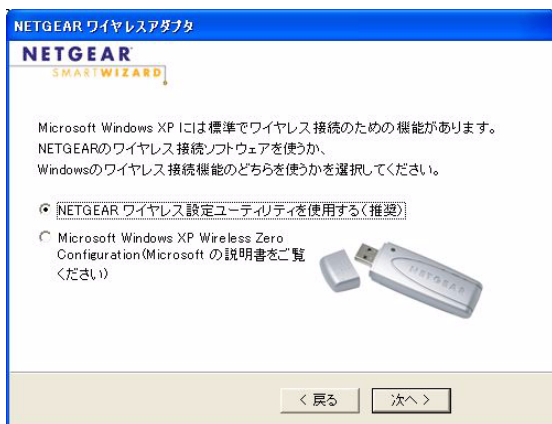 NETGEAR ワイヤレスアダプタ
NETGEAR
SMARTWIZARD
Microsoft Windows XP には標準でワイヤレス接続のための機能があります。
NETGEARのワイヤレス接続ソフトウェアを使うか、
Windowsのワイヤレス接続機能のどちらを使うかを選択してください。
NETGEAR ワイヤレス設定ユーティリティを使用する(推奨)
Microsoft Windows XP Wireless Zero
Configuration(Microsoft の説明書をご覧
ください)
NETGEAR
< 戻る
次へ >